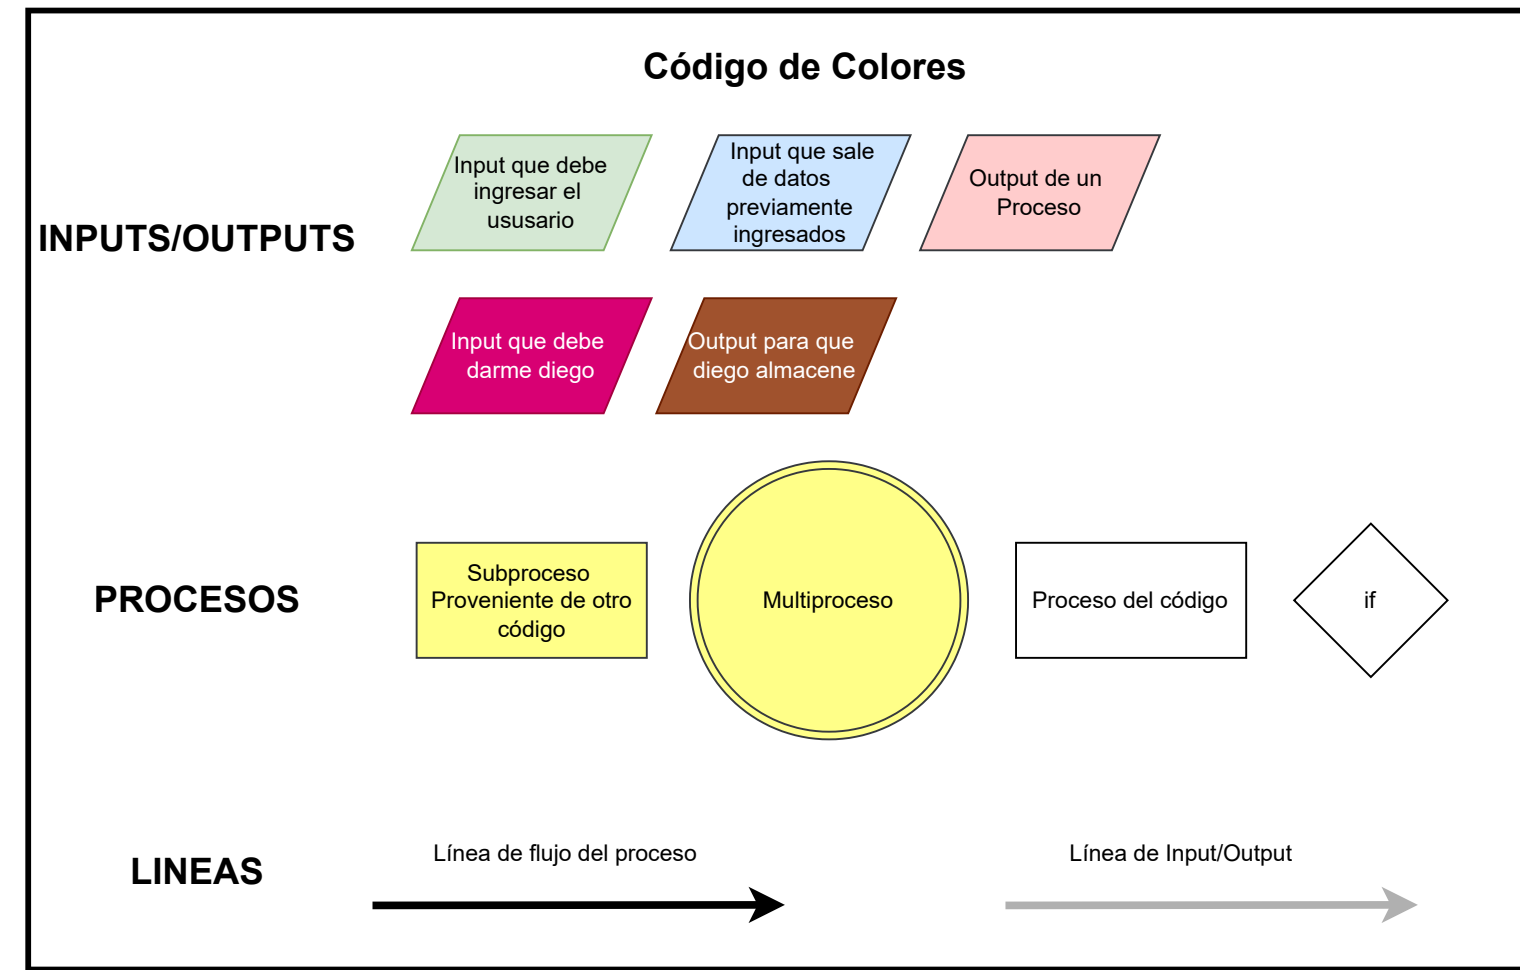 Código de Colores
INPUTS/OUTPUTS
Input que debe
ingresar el
ususario
Input que sale
de datos
previamente
ingresados
Output de un
Proceso
Input que debe
darme diego
Output para que
diego almacene
PROCESOS
Subproceso
Proveniente de otro
código
Multiproceso
Proceso del código
if
LINEAS
Línea de flujo del proceso
Línea de Input/Output